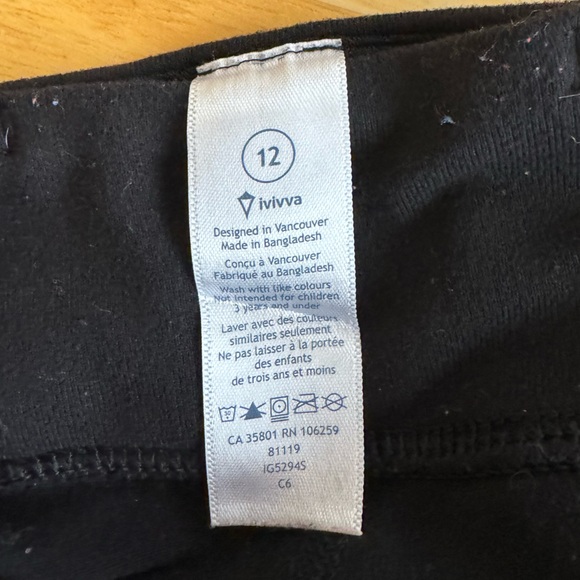 12
ivivva
Designed in Vancouver
Made in Bangladesh
Conçu à Vancouver
Fabriqué au Bangladesh
Wash with like colours
Not intended for children
3 years and under
Laver avec des couleurs
similaires seulement
Ne pas laisser à la portée
des enfants
de trois ans et moins
30
CA 35801 RN 106259
81119
IG5294S
C6